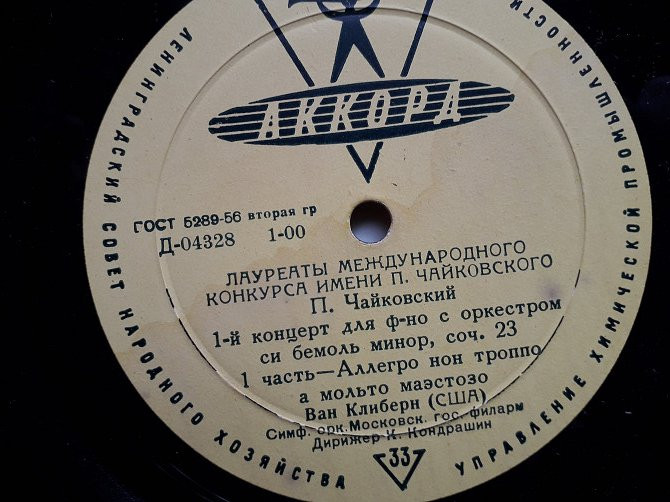 ЛЕНИНГРАДСКИЙ СОВЕТ НАРОДНОГО ХОЗЯЙСТВА
УПРАВЛЕНИЕ ХИМИЧЕСКОЙ ПРОМЫШЛЕННОСТИ
АККОРД
ГОСТ 5289-56 вторая гр
Д-04328 1-00
ЛАУРЕАТЫ МЕЖДУНАРОДНОГО
КОНКУРСА ИМЕНИ П. ЧАЙКОВСКОГО
П. Чайковский
1-й концерт для ф-но с оркестром
си бемоль минор, соч. 23
1 часть—Аллегро нон троппо
а мольто маэстозо
Ван Клиберн (США)
Симф. орк. Московск. гос. филарм
Дирижер К. Кондрашин
33